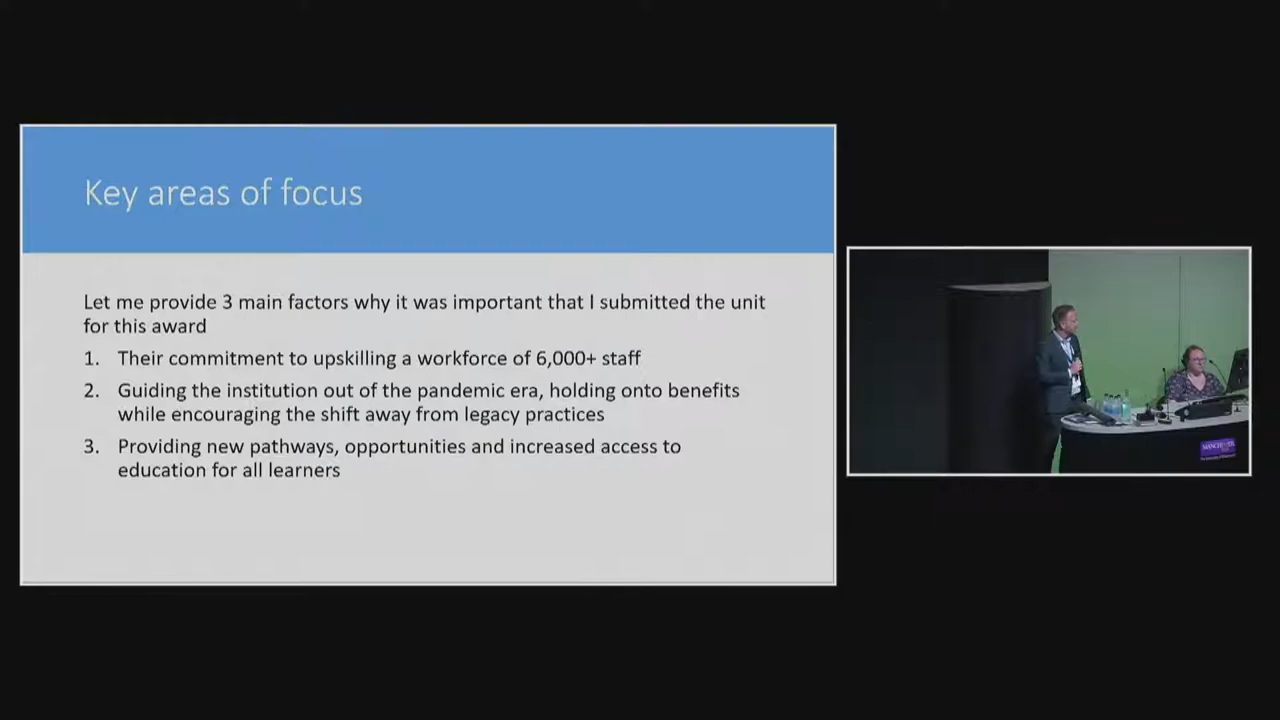 Key areas of focus
Let me provide 3 main factors why it was important that I submitted the unit
for this award
1. Their commitment to upskilling a workforce of 6,000+ staff
2. Guiding the institution out of the pandemic era, holding onto benefits
while encouraging the shift away from legacy practices
3. Providing new pathways, opportunities and increased access to
education for all learners